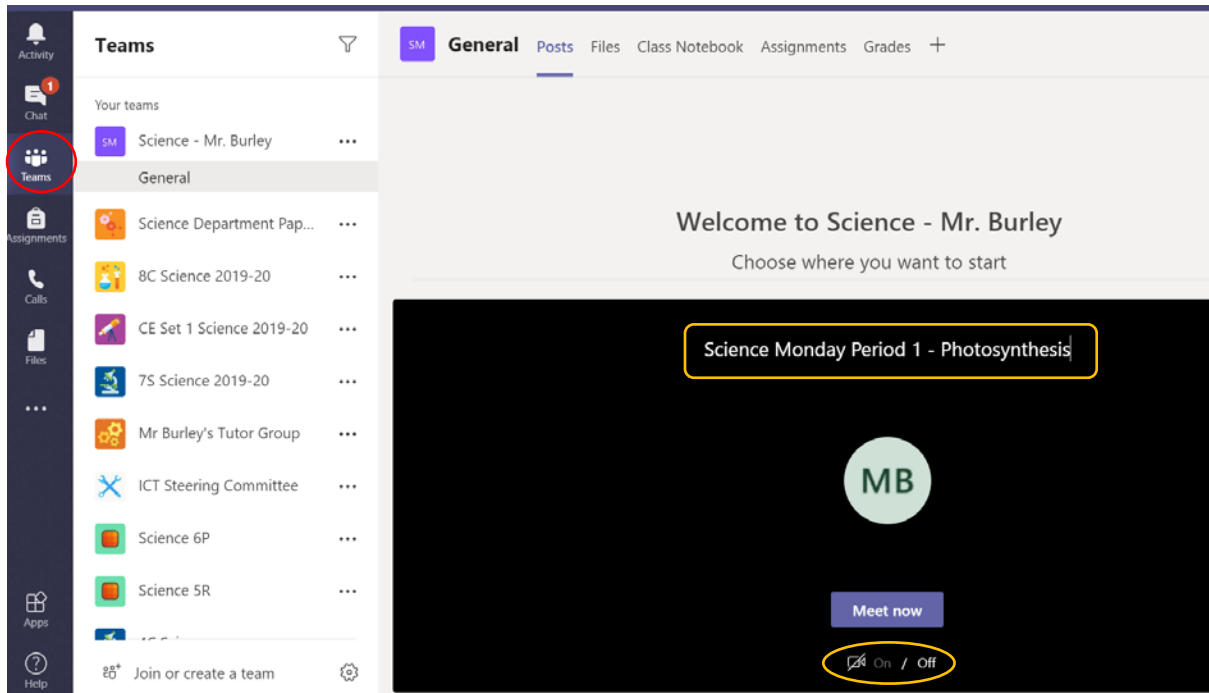 Activity
1
Chat
Teams
Assignments
Calls
Files
Apps
Help
Teams
Your teams
SM Science - Mr. Burley
General
Science Department Pap...
8C Science 2019-20
CE Set 1 Science 2019-20
7S Science 2019-20
Mr Burley's Tutor Group
ICT Steering Committee
Science 6P
Science 5R
Join or create a team
SM General Posts Files Class Notebook Assignments Grades
Welcome to Science - Mr. Burley
Choose where you want to start
Science Monday Period 1 - Photosynthesis
MB
Meet now
On / Off